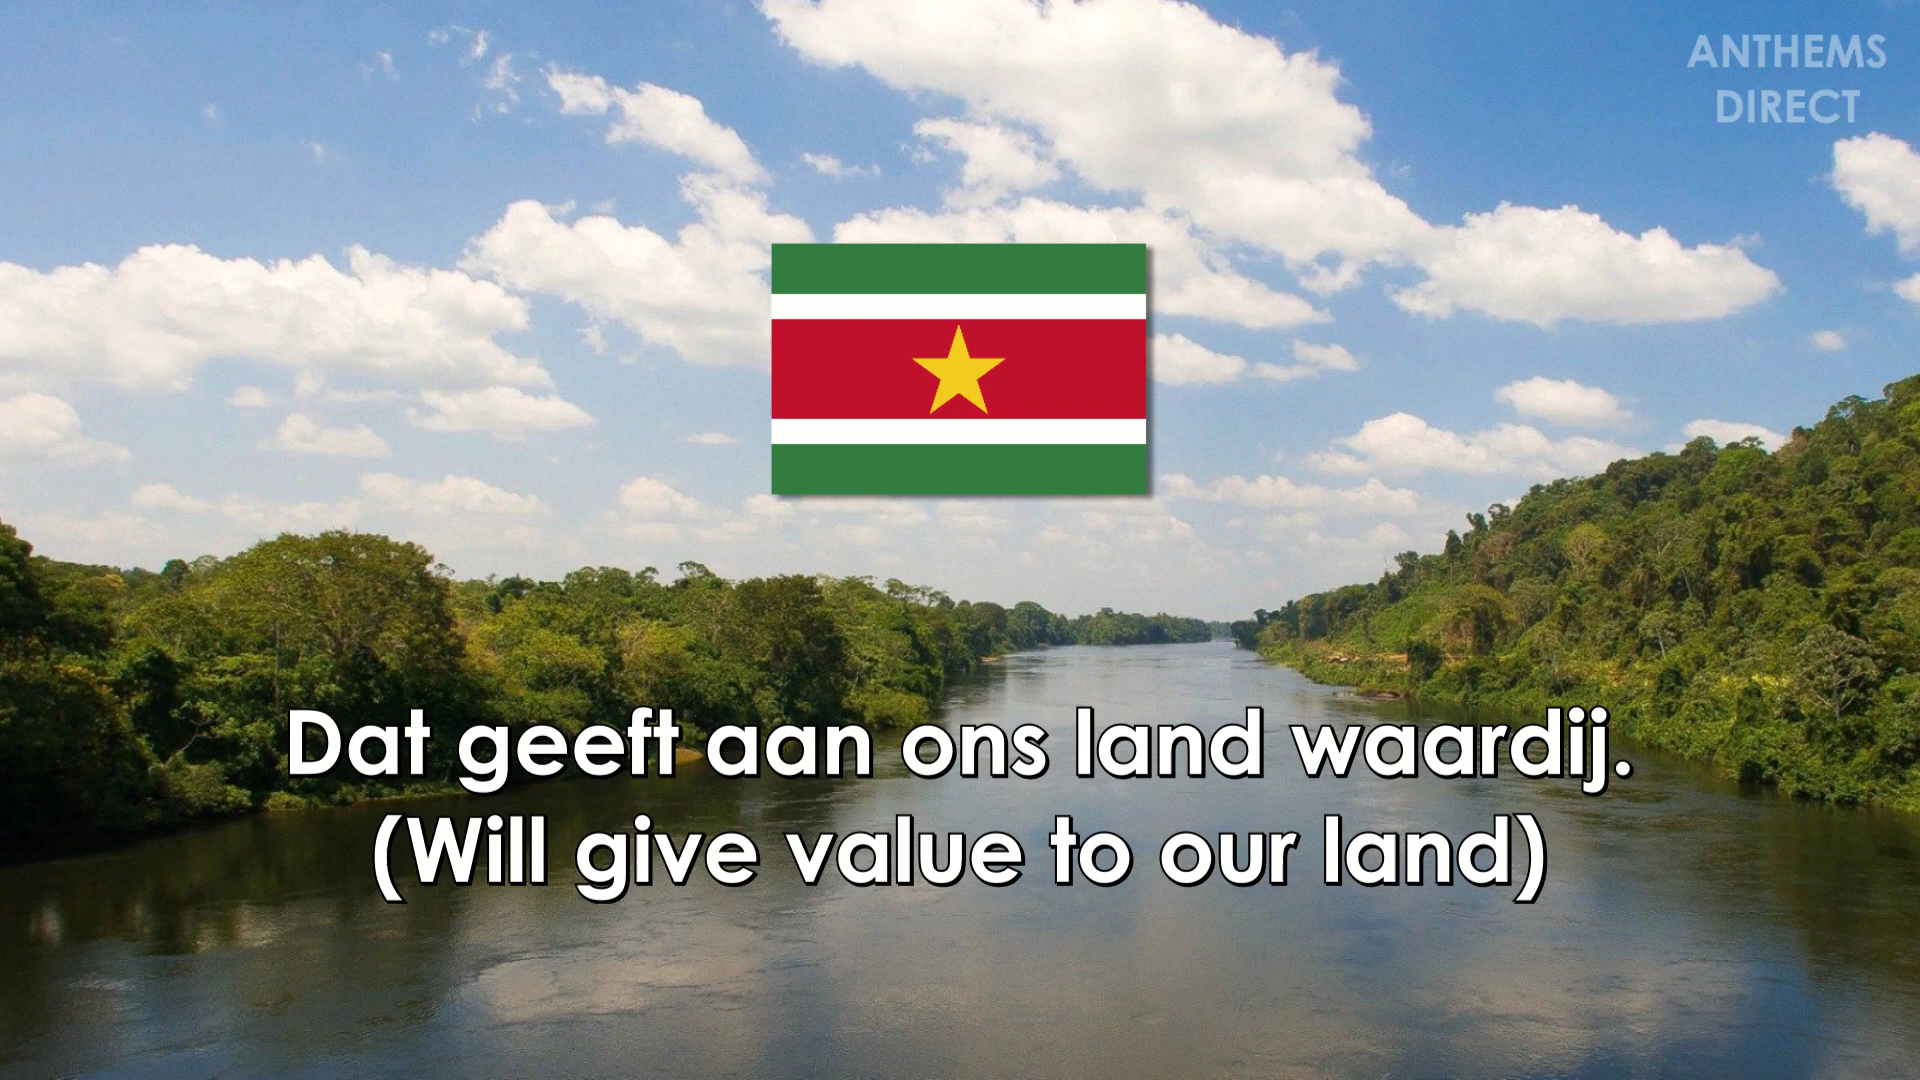 ANTHEMS
DIRECT
Dat geeft aan ons land waardij.
(Will give value to our land)